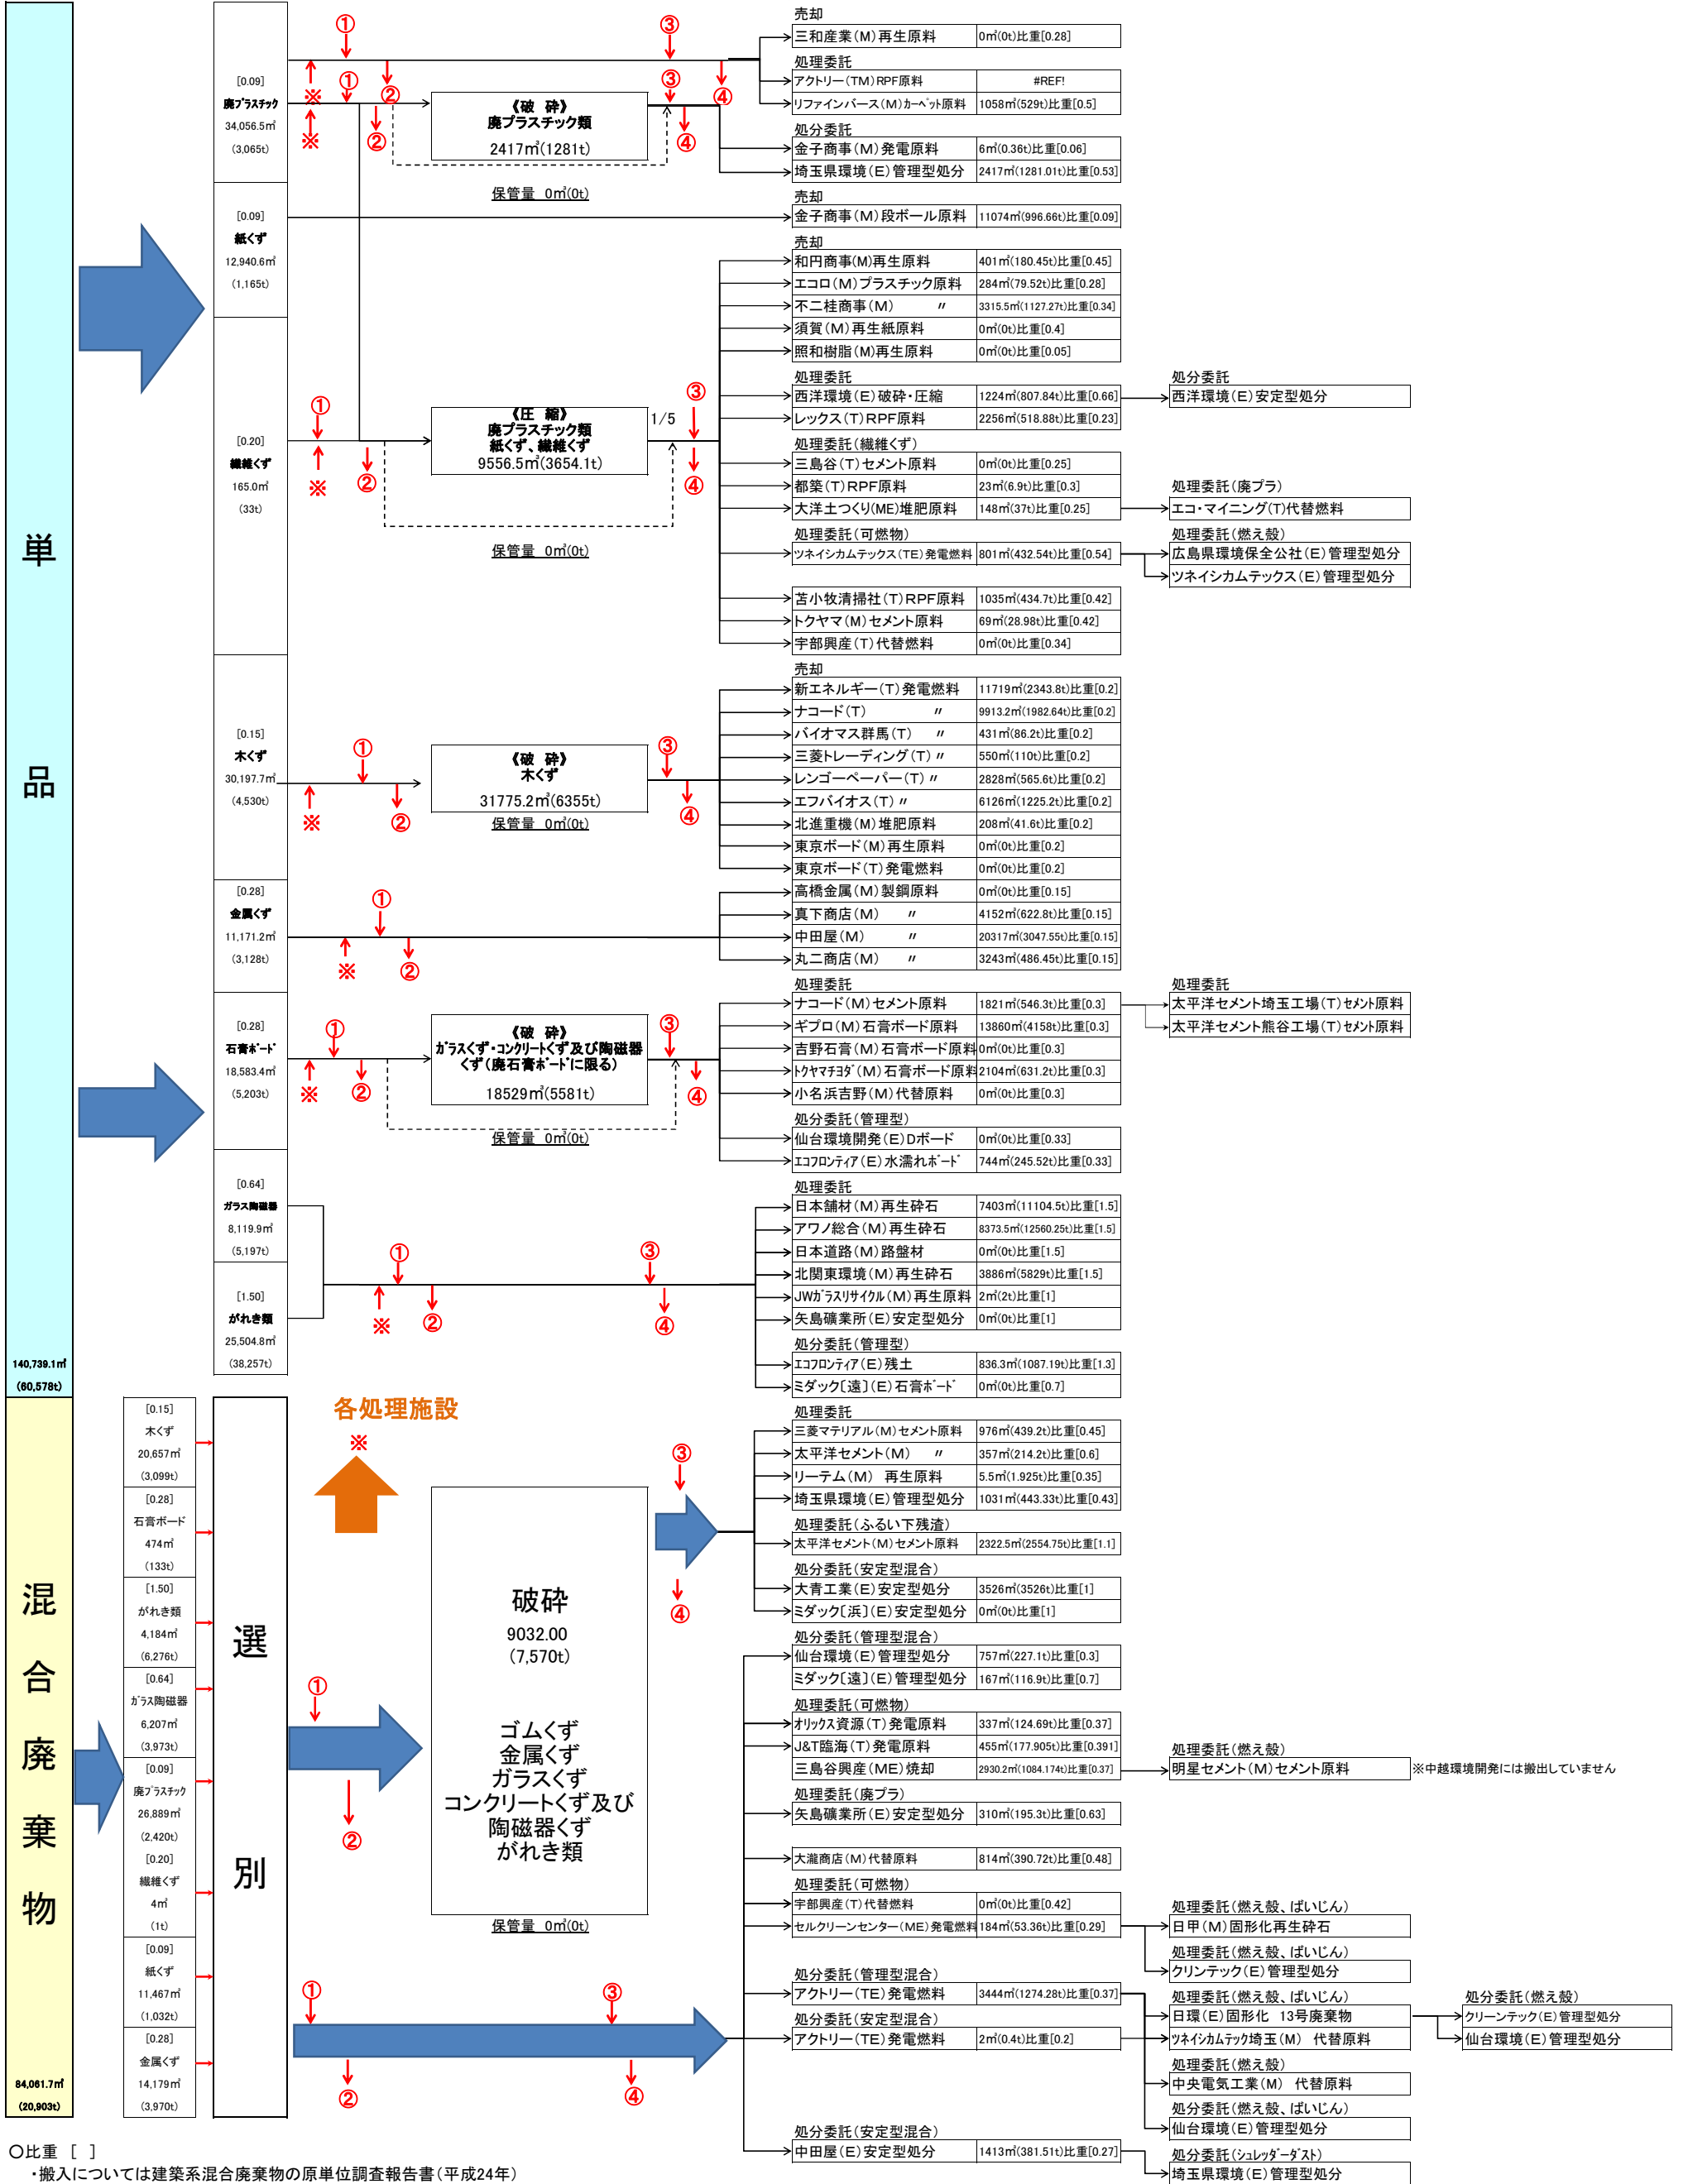 単品
140,739.1㎥
(60,578t)
混合廃棄物
84,061.7㎥
(20,903t)
[0.09]
廃プラスチック
34,056.5㎥
(3,065t)
[0.09]
紙くず
12,940.6㎥
(1,165t)
[0.20]
繊維くず
165.0㎥
(33t)
[0.15]
木くず
30,197.7㎥
(4,530t)
[0.28]
金属くず
11,171.2㎥
(3,128t)
[0.28]
石膏ボード
18,583.4㎥
(5,203t)
[0.64]
ガラス陶磁器
8,119.9㎥
(5,197t)
[1.50]
がれき類
25,504.8㎥
(38,257t)
① ③
※ ① ② ③ ④
※ ② ④
《破 砕》
廃プラスチック類
2417㎥(1281t)
保管量 0㎥(0t)
売却
三和産業(M)再生原料 0㎥(0t)比重[0.28]
処理委託
アクトリー(TM)RPF原料 #REF!
リファインバース(M)カーペット原料 1058㎥(529t)比重[0.5]
処分委託
金子商事(M)発電原料 6㎥(0.36t)比重[0.06]
埼玉県環境(E)管理型処分 2417㎥(1281.01t)比重[0.53]
売却
金子商事(M)段ボール原料 11074㎥(996.66t)比重[0.09]
① ※ ② ③ ④
《圧 縮》
廃プラスチック類
紙くず、繊維くず
9556.5㎥(3654.1t)
1/5
保管量 0㎥(0t)
売却
和円商事(M)再生原料 401㎥(180.45t)比重[0.45]
エコロ(M)プラスチック原料 284㎥(79.52t)比重[0.28]
不二桂商事(M) 〃 3315.5㎥(1127.27t)比重[0.34]
須賀(M)再生紙原料 0㎥(0t)比重[0.4]
照和樹脂(M)再生原料 0㎥(0t)比重[0.05]
処理委託
西洋環境(E)破砕・圧縮 1224㎥(807.84t)比重[0.66]
レックス(T)RPF原料 2256㎥(518.88t)比重[0.23]
処分委託
西洋環境(E)安定型処分
処理委託(繊維くず)
三島谷(T)セメント原料 0㎥(0t)比重[0.25]
都築(T)RPF原料 23㎥(6.9t)比重[0.3]
大洋土つくり(ME)堆肥原料 148㎥(37t)比重[0.25]
処理委託(廃プラ)
エコ・マイニング(T)代替燃料
処理委託(可燃物)
ツネイシカムテックス(TE)発電燃料 801㎥(432.54t)比重[0.54]
処理委託(燃え殻)
広島県環境保全公社(E)管理型処分
ツネイシカムテックス(E)管理型処分
苫小牧清掃社(T)RPF原料 1035㎥(434.7t)比重[0.42]
トクヤマ(M)セメント原料 69㎥(28.98t)比重[0.42]
宇部興産(T)代替燃料 0㎥(0t)比重[0.34]
① ※ ② ③ ④
《破 砕》
木くず
31775.2㎥(6355t)
保管量 0㎥(0t)
売却
新エネルギー(T)発電燃料 11719㎥(2343.8t)比重[0.2]
ナコード(T) 〃 9913.2㎥(1982.64t)比重[0.2]
バイオマス群馬(T) 〃 431㎥(86.2t)比重[0.2]
三菱トレーディング(T)〃 550㎥(110t)比重[0.2]
レンゴーペーパー(T)〃 2828㎥(565.6t)比重[0.2]
エフバイオス(T)〃 6126㎥(1225.2t)比重[0.2]
北進重機(M)堆肥原料 208㎥(41.6t)比重[0.2]
東京ボード(M)再生原料 0㎥(0t)比重[0.2]
東京ボード(T)発電燃料 0㎥(0t)比重[0.2]
① ※ ②
高橋金属(M)製鋼原料 0㎥(0t)比重[0.15]
真下商店(M) 〃 4152㎥(622.8t)比重[0.15]
中田屋(M) 〃 20317㎥(3047.55t)比重[0.15]
丸二商店(M) 〃 3243㎥(486.45t)比重[0.15]
① ※ ② ③ ④
《破 砕》
ガラスくず・コンクリートくず及び陶磁器
くず(廃石膏ボードに限る)
18529㎥(5581t)
保管量 0㎥(0t)
処理委託
ナコード(M)セメント原料 1821㎥(546.3t)比重[0.3]
ギプロ(M)石膏ボード原料 13860㎥(4158t)比重[0.3]
吉野石膏(M)石膏ボード原料 0㎥(0t)比重[0.3]
トクヤマチヨダ(M)石膏ボード原料 2104㎥(631.2t)比重[0.3]
小名浜吉野(M)代替原料 0㎥(0t)比重[0.3]
処理委託
太平洋セメント埼玉工場(T)セメント原料
太平洋セメント熊谷工場(T)セメント原料
処分委託(管理型)
仙台環境開発(E)Dボード 0㎥(0t)比重[0.33]
エコフロンティア(E)水濡れボード 744㎥(245.52t)比重[0.33]
① ※ ② ③ ④
処理委託
日本舗材(M)再生砕石 7403㎥(11104.5t)比重[1.5]
アワノ総合(M)再生砕石 8373.5㎥(12560.25t)比重[1.5]
日本道路(M)路盤材 0㎥(0t)比重[1.5]
北関東環境(M)再生砕石 3886㎥(5829t)比重[1.5]
JWガラスリサイクル(M)再生原料 2㎥(2t)比重[1]
矢島礦業所(E)安定型処分 0㎥(0t)比重[1]
処分委託(管理型)
エコフロンティア(E)残土 836.3㎥(1087.19t)比重[1.3]
ミダック〔遠〕(E)石膏ボード 0㎥(0t)比重[0.7]
[0.15]
木くず
20,657㎥
(3,099t)
[0.28]
石膏ボード
474㎥
(133t)
[1.50]
がれき類
4,184㎥
(6,276t)
[0.64]
ガラス陶磁器
6,207㎥
(3,973t)
[0.09]
廃プラスチック
26,889㎥
(2,420t)
[0.20]
繊維くず
4㎥
(1t)
[0.09]
紙くず
11,467㎥
(1,032t)
[0.28]
金属くず
14,179㎥
(3,970t)
選別
各処理施設
※
① ② ③ ④
破砕
9032.00
(7,570t)
ゴムくず
金属くず
ガラスくず
コンクリートくず及び
陶磁器くず
がれき類
保管量 0㎥(0t)
① ② ③ ④
処理委託
三菱マテリアル(M)セメント原料 976㎥(439.2t)比重[0.45]
太平洋セメント(M) 〃 357㎥(214.2t)比重[0.6]
リーテム(M) 再生原料 5.5㎥(1.925t)比重[0.35]
埼玉県環境(E)管理型処分 1031㎥(443.33t)比重[0.43]
処理委託(ふるい下残渣)
太平洋セメント(M)セメント原料 2322.5㎥(2554.75t)比重[1.1]
処分委託(安定型混合)
大青工業(E)安定型処分 3526㎥(3526t)比重[1]
ミダック〔浜〕(E)安定型処分 0㎥(0t)比重[1]
処分委託(管理型混合)
仙台環境(E)管理型処分 757㎥(227.1t)比重[0.3]
ミダック〔遠〕(E)管理型処分 167㎥(116.9t)比重[0.7]
処理委託(可燃物)
オリックス資源(T)発電原料 337㎥(124.69t)比重[0.37]
J&T臨海(T)発電原料 455㎥(177.905t)比重[0.391]
三島谷興産(ME)焼却 2930.2㎥(1084.174t)比重[0.37]
処理委託(燃え殻)
明星セメント(M)セメント原料 ※中越環境開発には搬出していません
処理委託(廃プラ)
矢島礦業所(E)安定型処分 310㎥(195.3t)比重[0.63]
大瀧商店(M)代替原料 814㎥(390.72t)比重[0.48]
処理委託(可燃物)
宇部興産(T)代替燃料 0㎥(0t)比重[0.42]
セルクリーンセンター(ME)発電燃料 184㎥(53.36t)比重[0.29]
処理委託(燃え殻、ばいじん)
日甲(M)固形化再生砕石
処理委託(燃え殻、ばいじん)
クリンテック(E)管理型処分
処分委託(管理型混合)
アクトリー(TE)発電燃料 3444㎥(1274.28t)比重[0.37]
処分委託(安定型混合)
アクトリー(TE)発電燃料 2㎥(0.4t)比重[0.2]
処理委託(燃え殻、ばいじん)
日環(E)固形化 13号廃棄物
ツネイシカムテック埼玉(M) 代替原料
処分委託(燃え殻)
クリーンテック(E)管理型処分
仙台環境(E)管理型処分
処理委託(燃え殻)
中央電気工業(M) 代替原料
処分委託(燃え殻、ばいじん)
仙台環境(E)管理型処分
処分委託(安定型混合)
中田屋(E)安定型処分 1413㎥(381.51t)比重[0.27]
処分委託(シュレッダーダスト)
埼玉県環境(E)管理型処分
〇比重 [ ]
・搬入については建築系混合廃棄物の原単位調査報告書(平成24年)